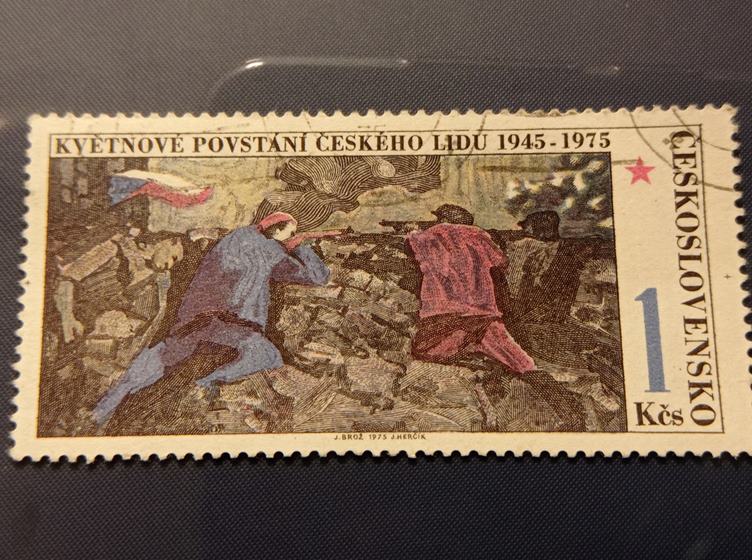 KVĚTNOVÉ POVSTÁNÍ ČESKÉHO LIDU 1945-1975
ČESKOSLOVENSKO
1
Kčs
J. BROŽ 1975 J. HERČÍK